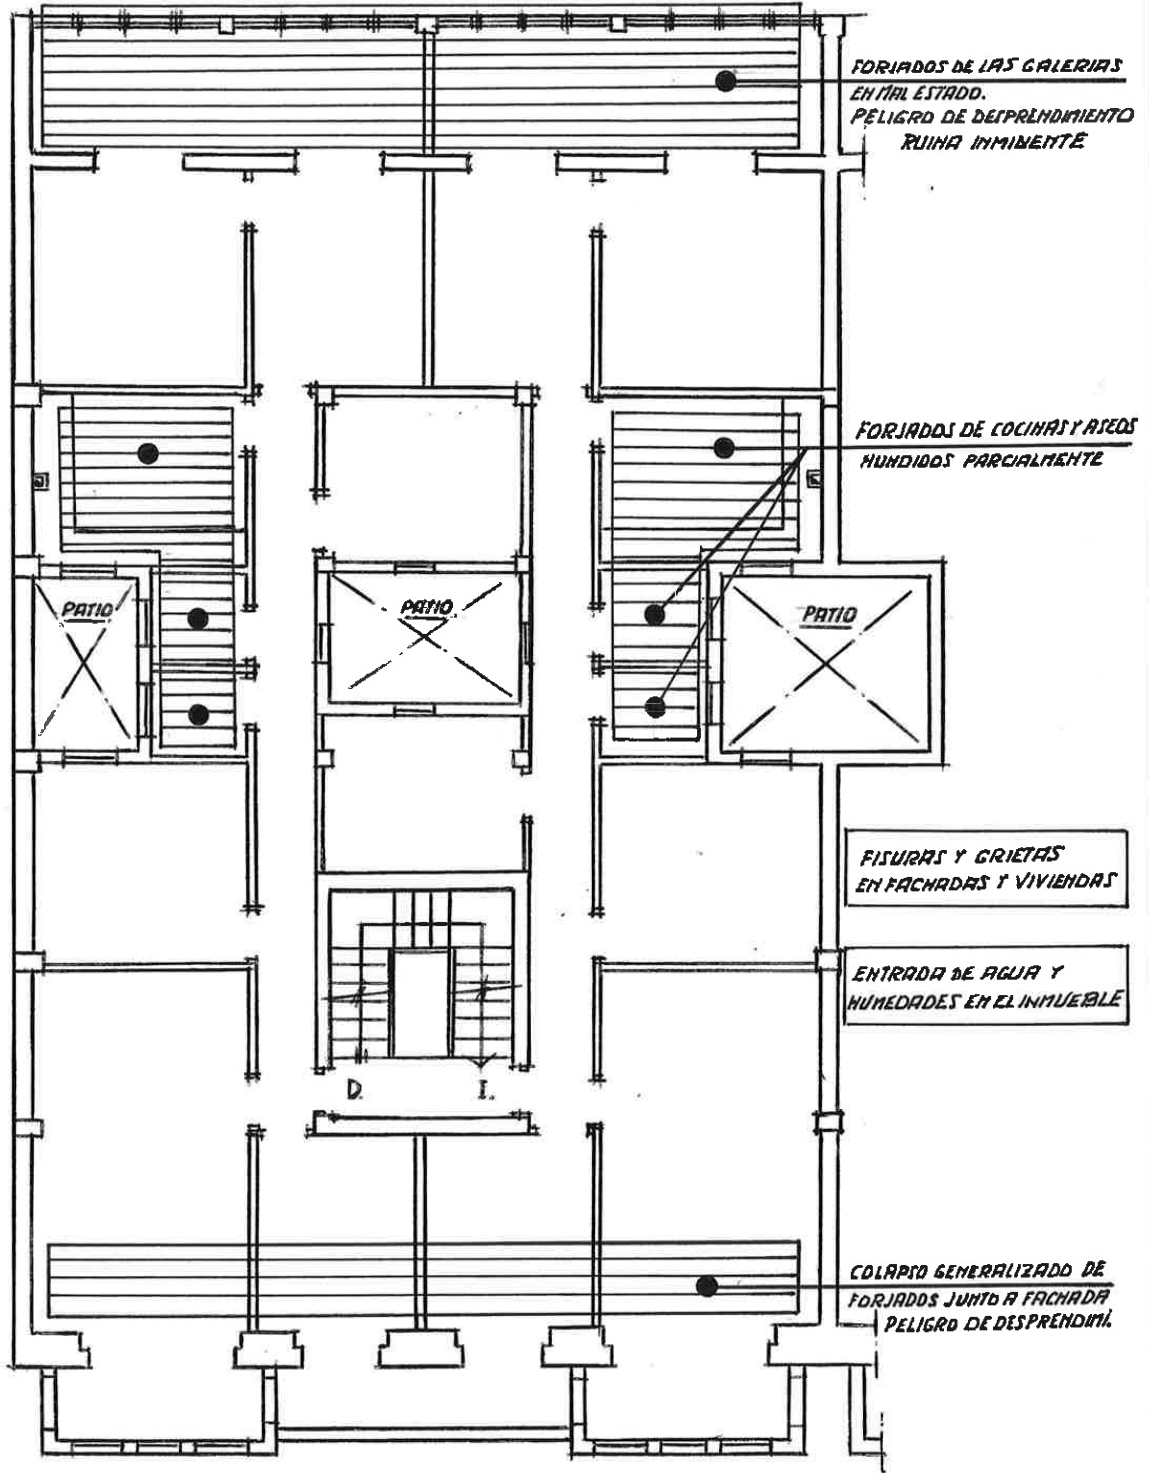 FORJADOS DE LAS GALERIAS
EN MAL ESTADO.
PELIGRO DE DESPRENDIMIENTO
RUINA INMINENTE
FORJADOS DE COCINAS Y ASEOS
HUNDIDOS PARCIALMENTE
PATIO
PATIO
PATIO
FISURAS Y GRIETAS
EN FACHADAS Y VIVIENDAS
ENTRADA DE AGUA Y
HUMEDADES EN EL INMUEBLE
D. I.
COLAPSO GENERALIZADO DE
FORJADOS JUNTO A FACHADA
PELIGRO DE DESPRENDIMI.